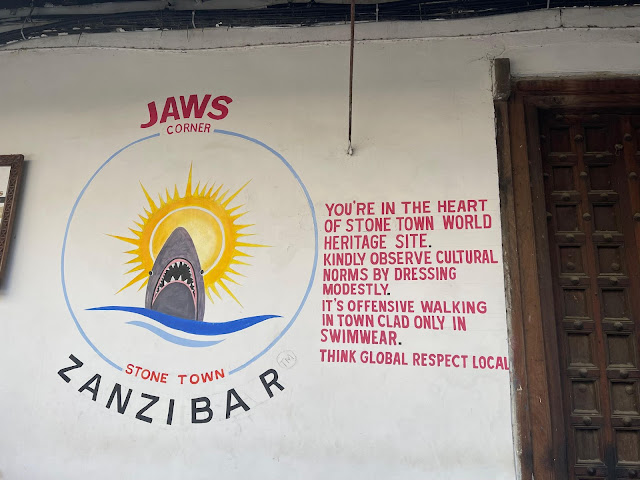 JAWS
CORNER
STONE TOWN
ZANZIBAR
TM
YOU'RE IN THE HEART
OF STONE TOWN WORLD
HERITAGE SITE.
KINDLY OBSERVE CULTURAL
NORMS BY DRESSING
MODESTLY.
IT'S OFFENSIVE WALKING
IN TOWN CLAD ONLY IN
SWIMWEAR.
THINK GLOBAL RESPECT LOCAL